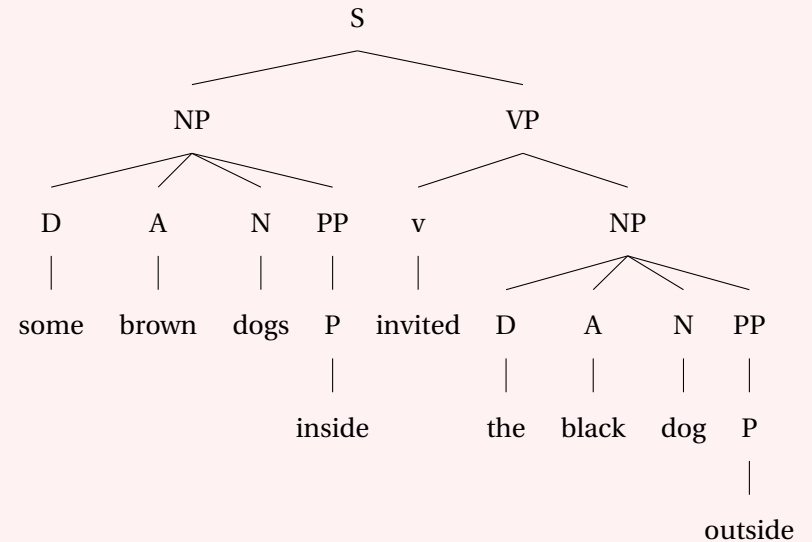 S
NP VP
D A N PP v NP
some brown dogs P invited D A N PP
inside the black dog P
outside